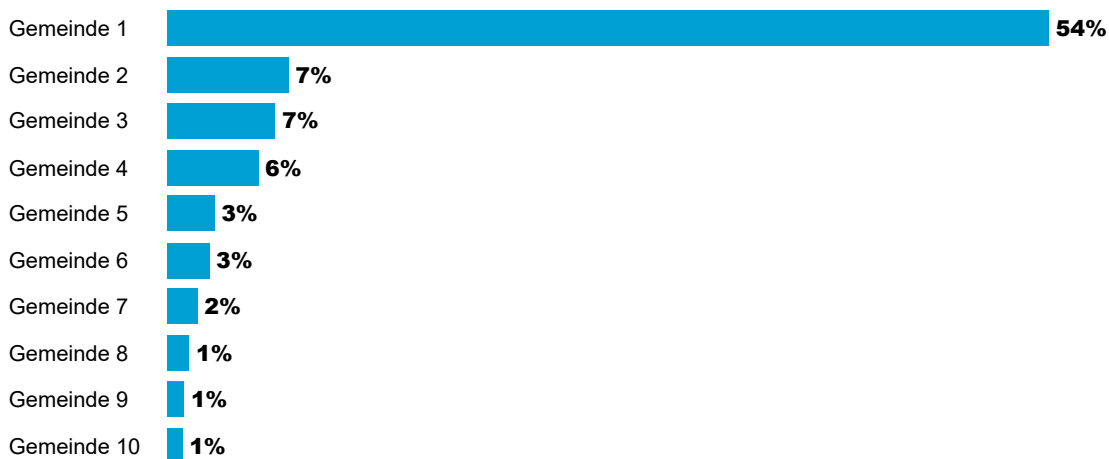 Gemeinde 1 54%
Gemeinde 2 7%
Gemeinde 3 7%
Gemeinde 4 6%
Gemeinde 5 3%
Gemeinde 6 3%
Gemeinde 7 2%
Gemeinde 8 1%
Gemeinde 9 1%
Gemeinde 10 1%